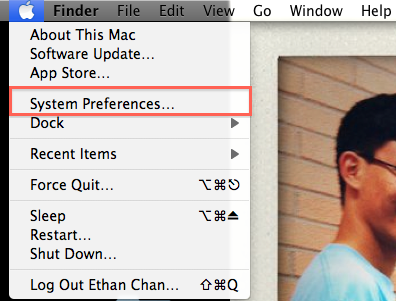 Finder File Edit View Go Window Help
About This Mac
Software Update...
App Store...
System Preferences...
Dock
Recent Items
Force Quit... ⌥⌘⎋
Sleep ⌥⌘⏏
Restart...
Shut Down...
Log Out Ethan Chan... ⇧⌘Q